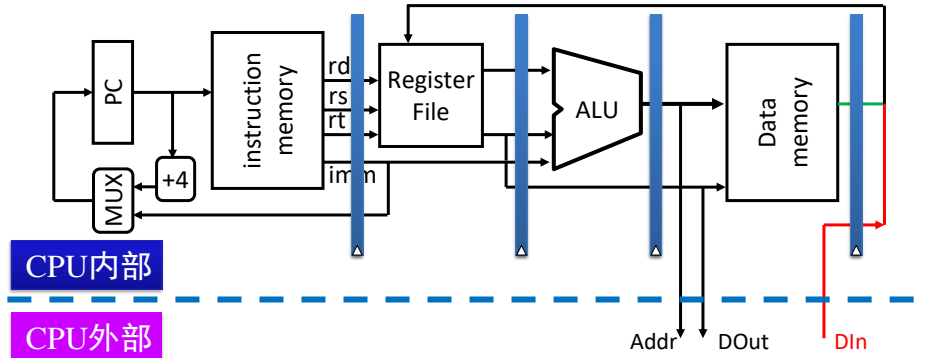 PC
+4
MUX
instruction
memory
rd
rs
rt
imm
Register
File
ALU
Data
memory
CPU内部
CPU外部
Addr
DOut
DIn